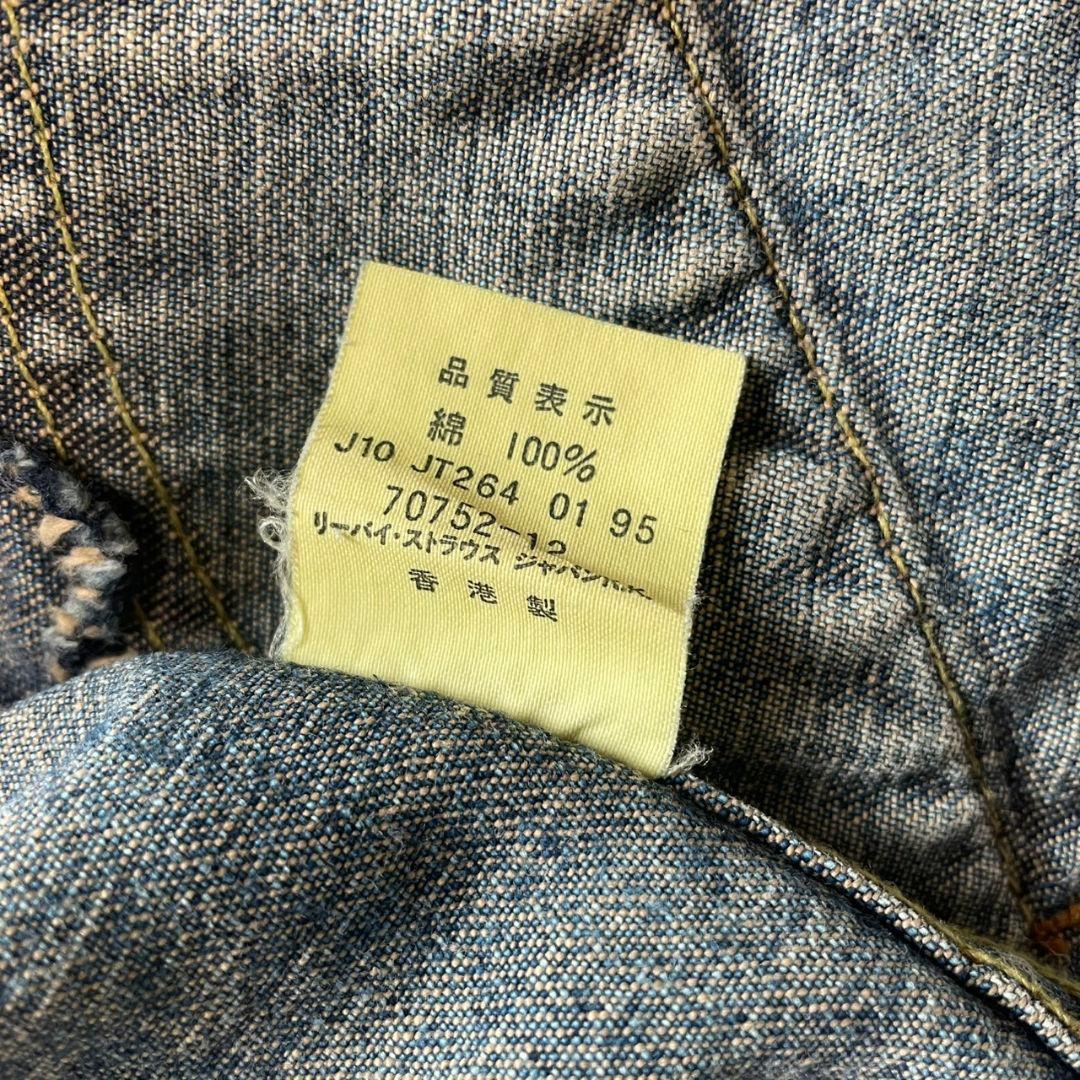 品質表示
綿 100%
J10 JT264 01 95
70752-12
リーバイ・ストラウス ジャパンK.K.
香港製